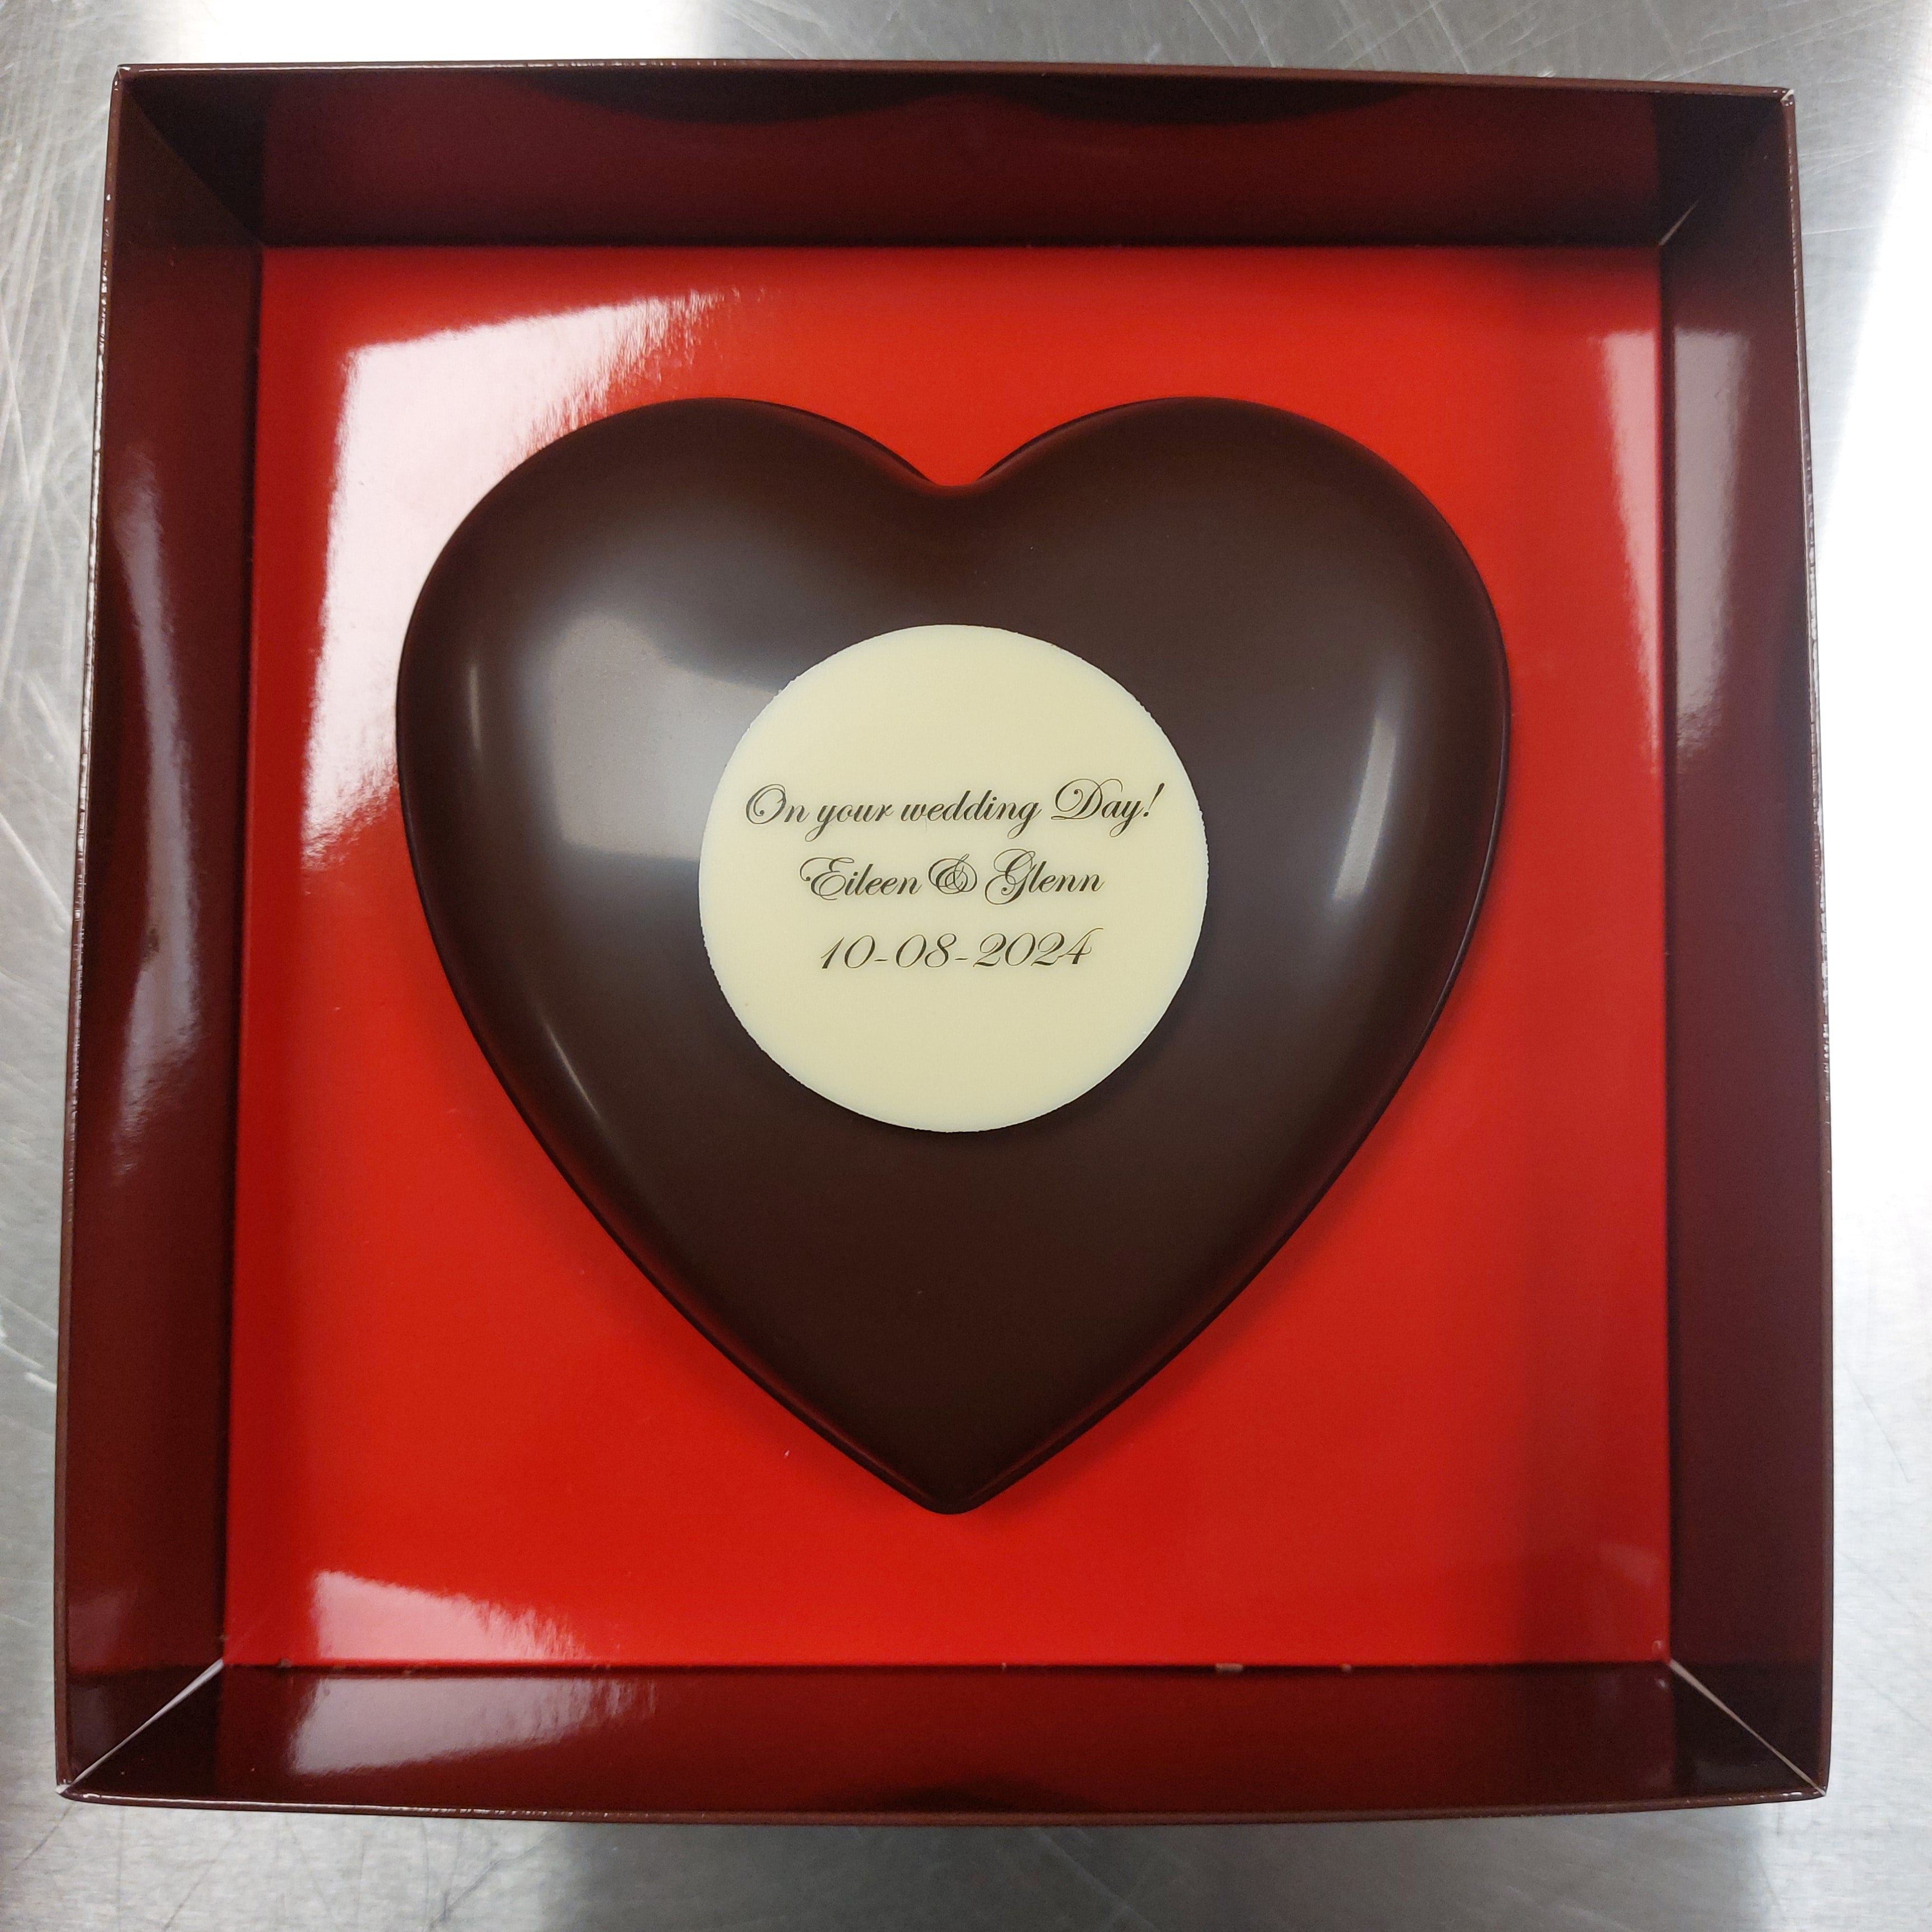 On your wedding Day!
Eileen & Glenn
10-08-2024